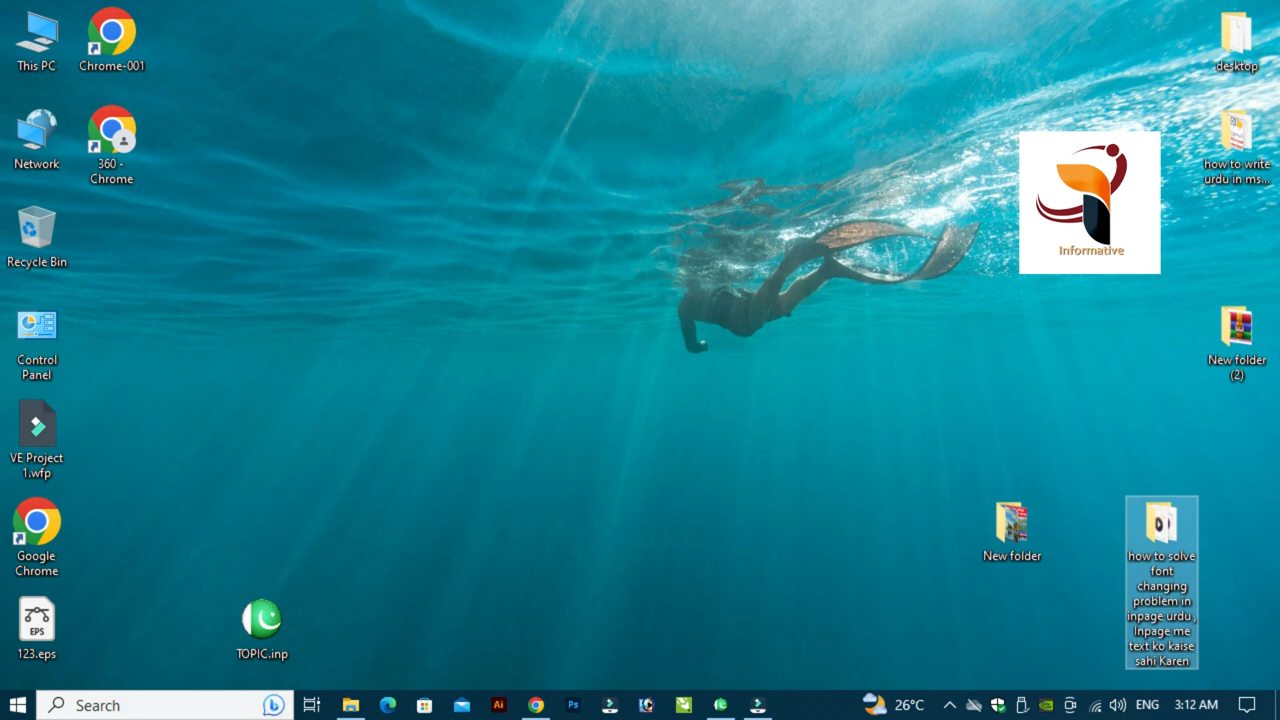 This PC
Chrome-001
desktop
Network
360 -
Chrome
how to write
urdu in ms...
Informative
Recycle Bin
Control
Panel
New folder
(2)
VE Project
1.wfp
Google
Chrome
New folder
how to solve
font
changing
problem in
inpage urdu ,
Inpage me
text ko kaise
sahi Karen
EPS
123.eps
TOPIC.inp
Search
Ai
Ps
26°C
ENG
3:12 AM